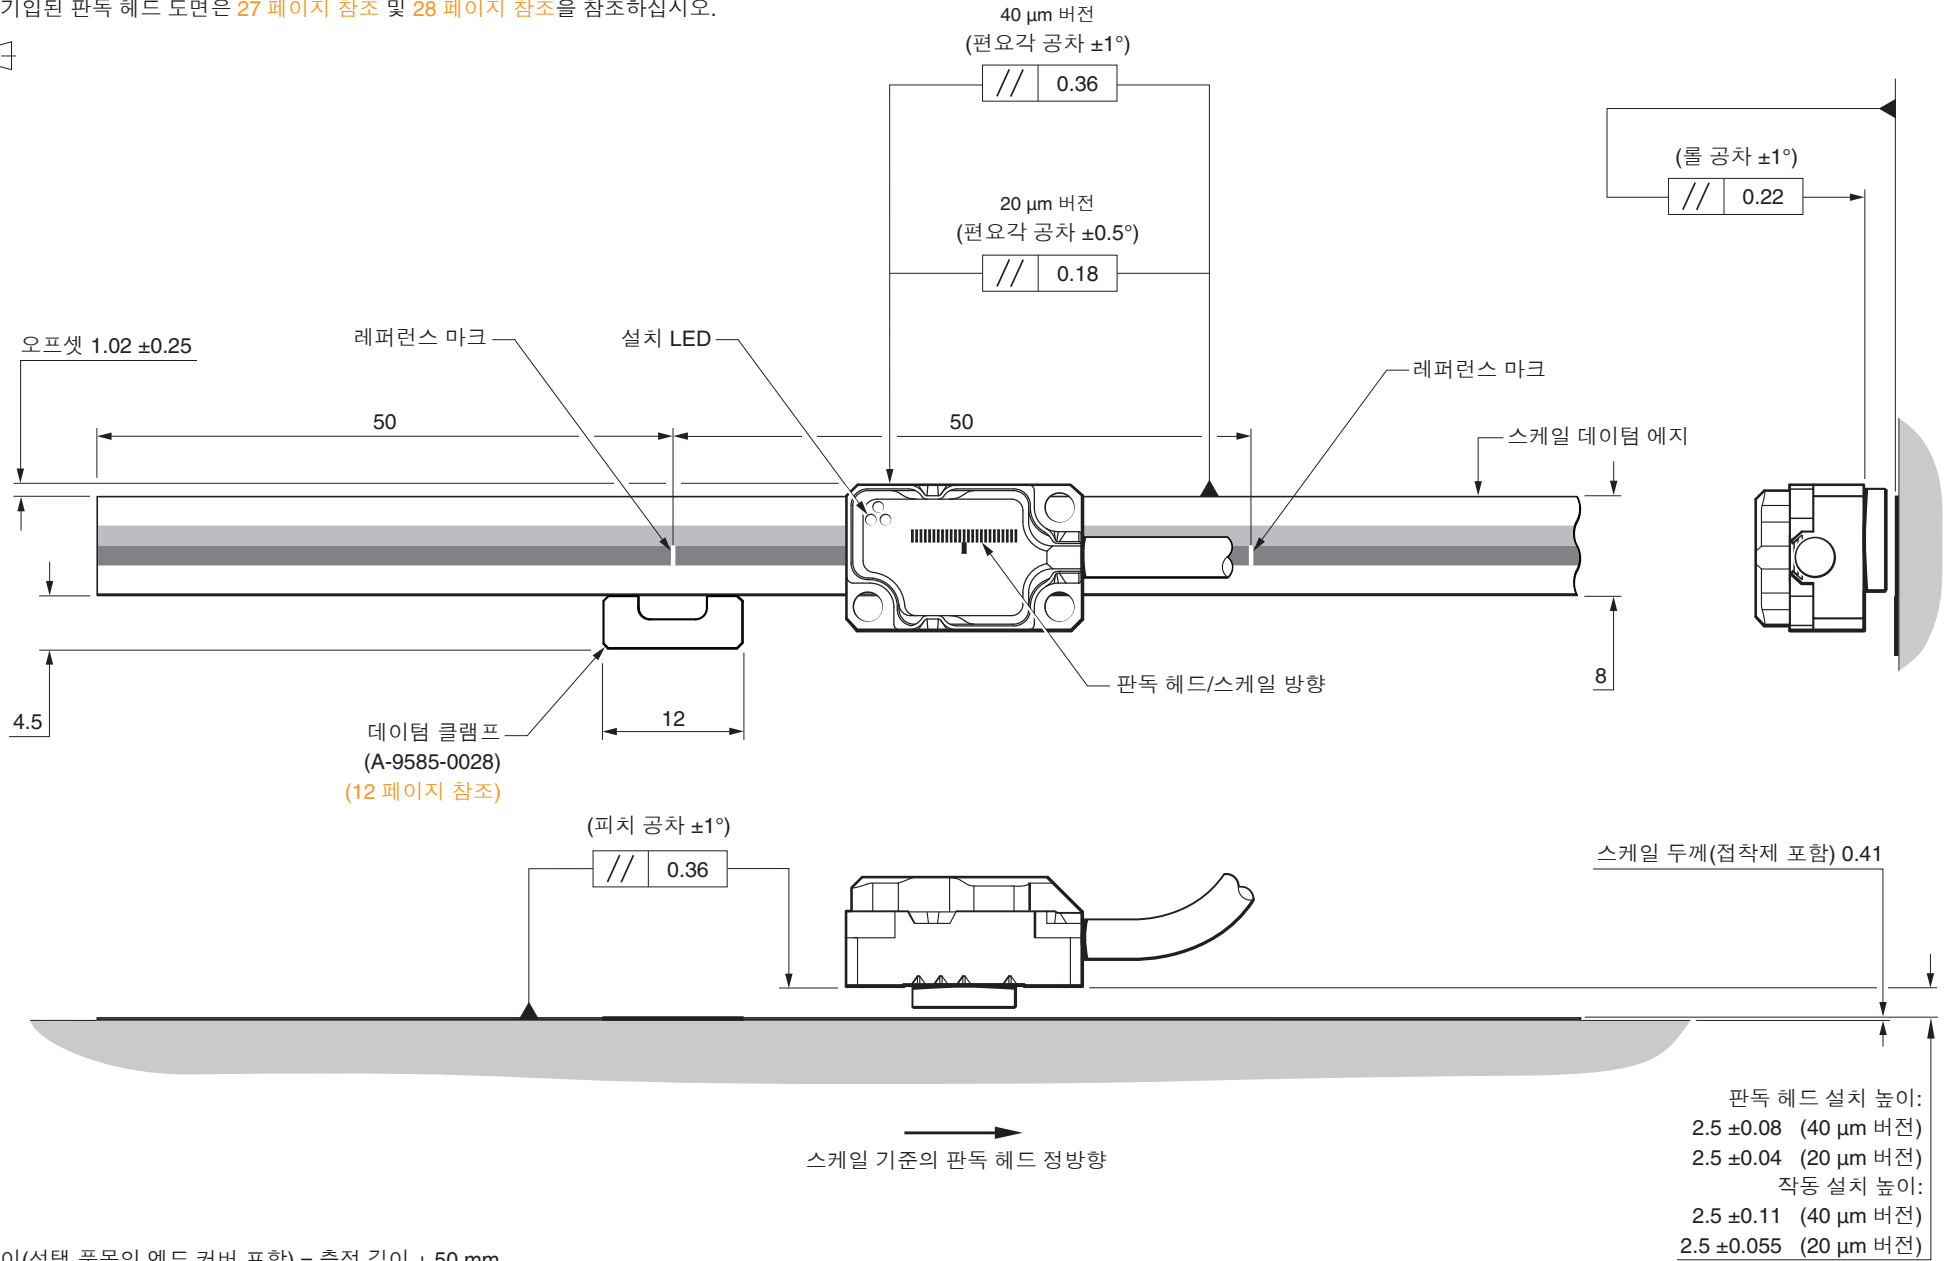 기입된 판독 헤드 도면은 27 페이지 참조 및 28 페이지 참조을 참조하십시오.
40 µm 버전
(편요각 공차 ±1°)
// 0.36
(롤 공차 ±1°)
// 0.22
20 µm 버전
(편요각 공차 ±0.5°)
// 0.18
오프셋 1.02 ±0.25
레퍼런스 마크
설치 LED
레퍼런스 마크
50
50
스케일 데이텀 에지
판독 헤드/스케일 방향
8
4.5
12
데이텀 클램프
(A-9585-0028)
(12 페이지 참조)
(피치 공차 ±1°)
// 0.36
스케일 두께(접착제 포함) 0.41
판독 헤드 설치 높이:
2.5 ±0.08 (40 µm 버전)
2.5 ±0.04 (20 µm 버전)
작동 설치 높이:
2.5 ±0.11 (40 µm 버전)
2.5 ±0.055 (20 µm 버전)
스케일 기준의 판독 헤드 정방향